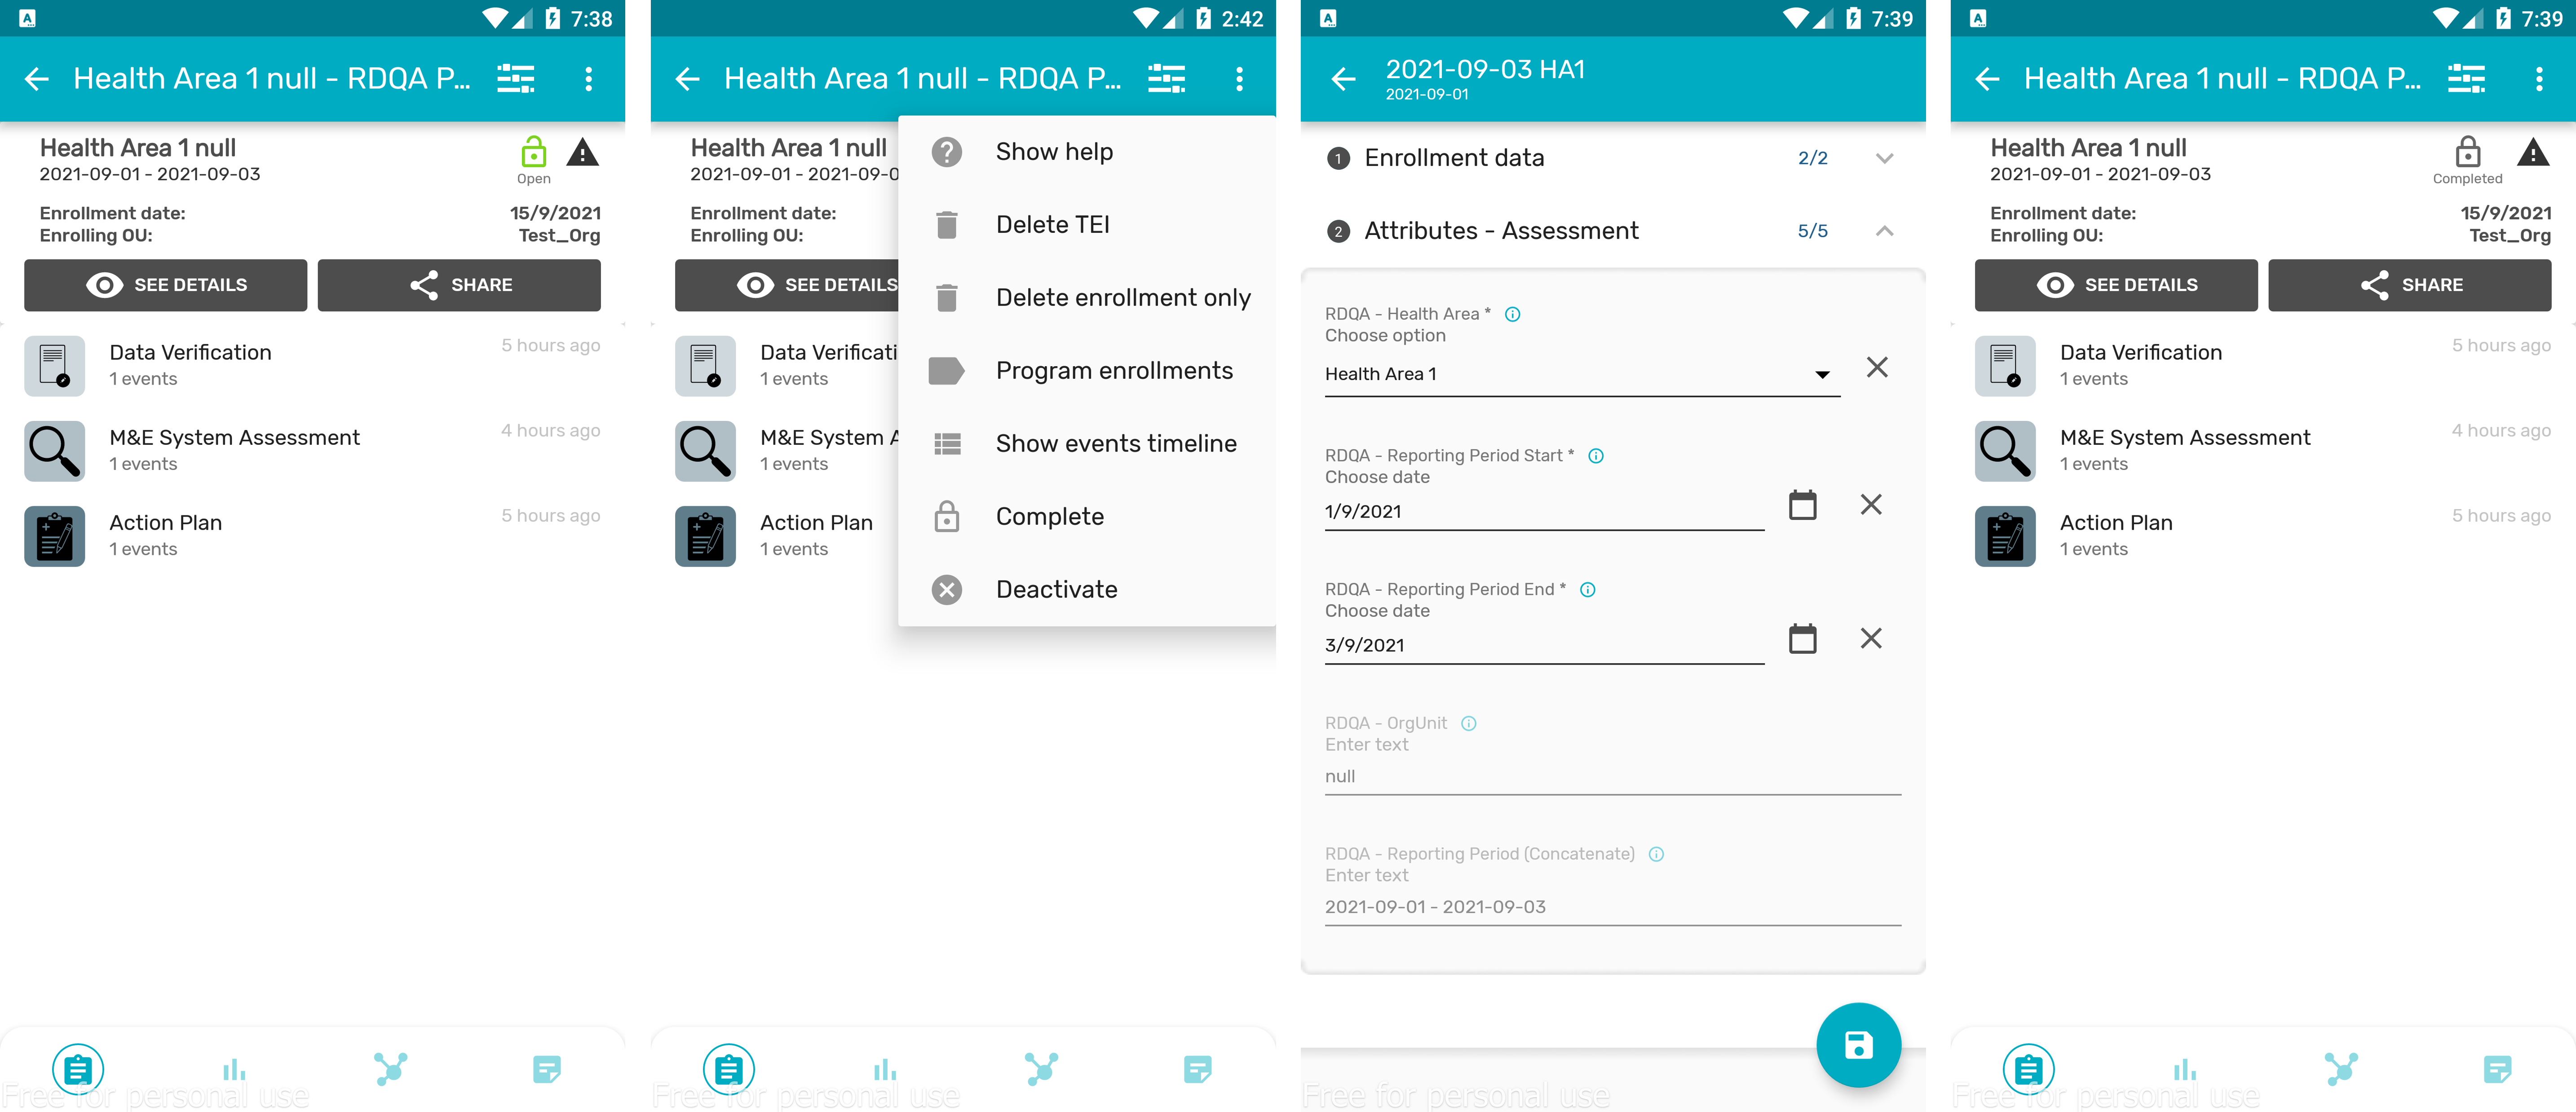 7:38
Health Area 1 null - RDQA P...
Health Area 1 null
2021-09-01 - 2021-09-03
Open
Enrollment date:
15/9/2021
Enrolling OU:
Test_Org
SEE DETAILS
SHARE
Data Verification
5 hours ago
1 events
M&E System Assessment
4 hours ago
1 events
Action Plan
5 hours ago
1 events
Free for personal use
2:42
Health Area 1 null - RDQA P...
Health Area 1 null
2021-09-01 - 2021-09-0
Enrollment date:
Enrolling OU:
SEE DETAILS
Data Verificati
1 events
M&E System A
1 events
Action Plan
1 events
Show help
Delete TEI
Delete enrollment only
Program enrollments
Show events timeline
Complete
Deactivate
Free for personal use
7:39
2021-09-03 HA1
2021-09-01
1 Enrollment data 2/2
2 Attributes - Assessment 5/5
RDQA - Health Area *
Choose option
Health Area 1
RDQA - Reporting Period Start *
Choose date
1/9/2021
RDQA - Reporting Period End *
Choose date
3/9/2021
RDQA - OrgUnit
Enter text
null
RDQA - Reporting Period (Concatenate)
Enter text
2021-09-01 - 2021-09-03
Free for personal use
7:39
Health Area 1 null - RDQA P...
Health Area 1 null
2021-09-01 - 2021-09-03
Completed
Enrollment date:
15/9/2021
Enrolling OU:
Test_Org
SEE DETAILS
SHARE
Data Verification
5 hours ago
1 events
M&E System Assessment
4 hours ago
1 events
Action Plan
5 hours ago
1 events
Free for personal use